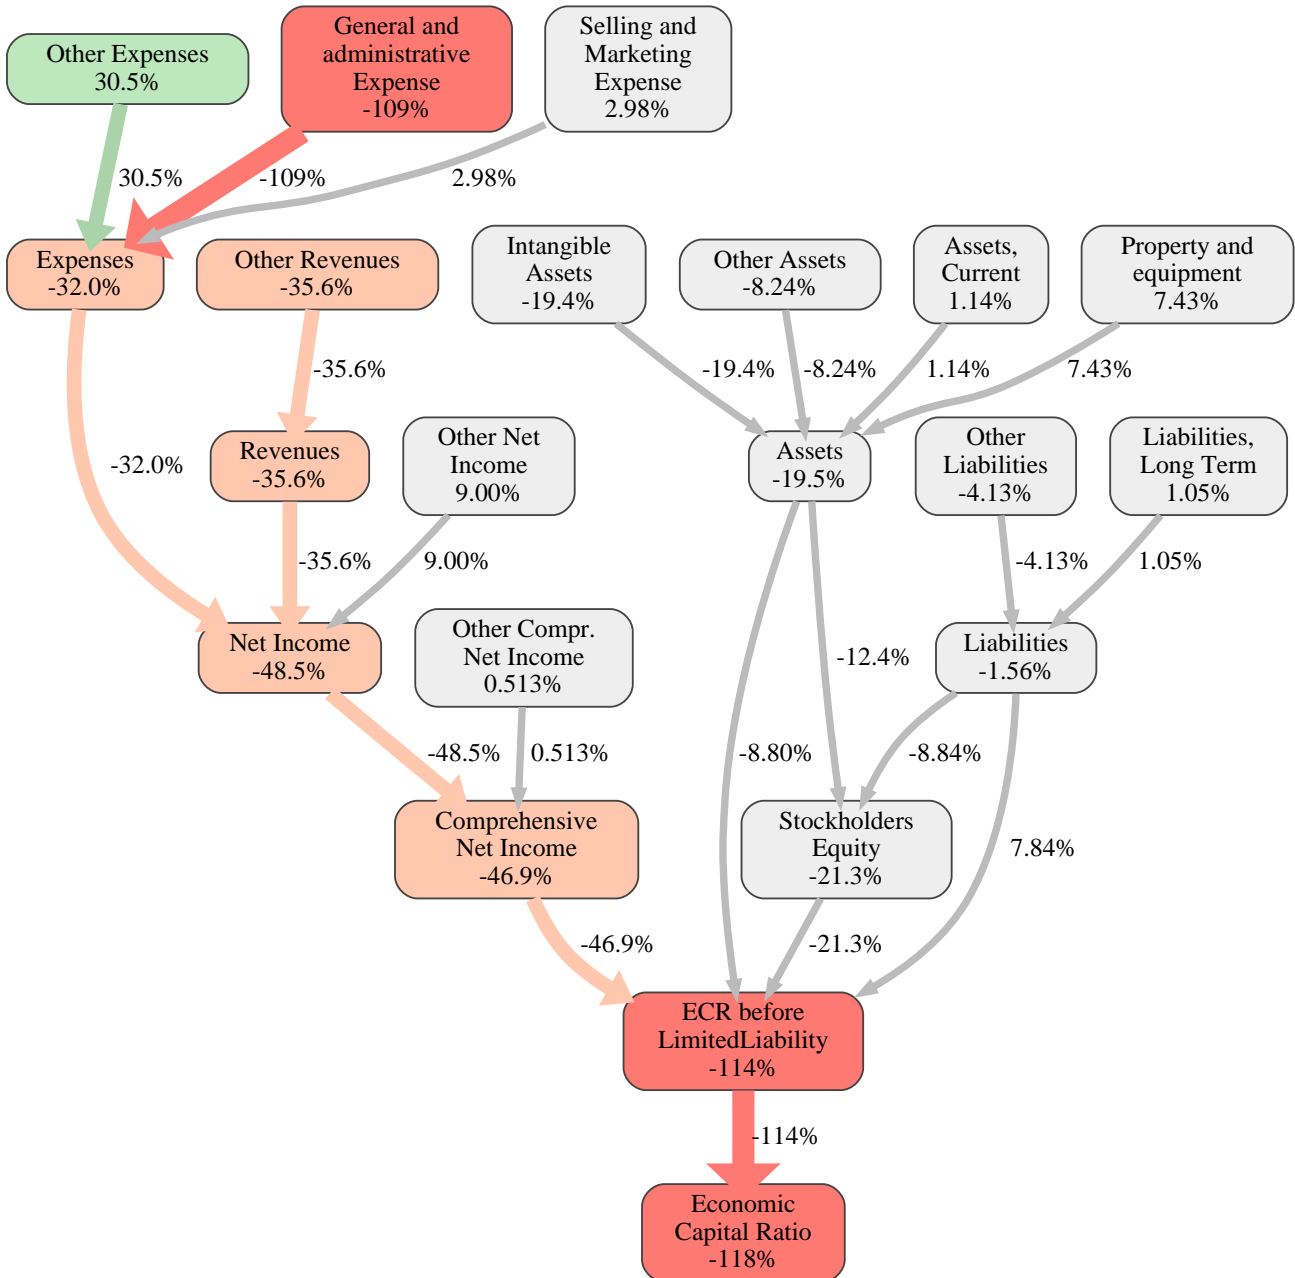 Other Expenses
30.5%
General and
administrative
Expense
-109%
Selling and
Marketing
Expense
2.98%
30.5%
-109%
2.98%
Expenses
-32.0%
Other Revenues
-35.6%
Intangible
Assets
-19.4%
Other Assets
-8.24%
Assets,
Current
1.14%
Property and
equipment
7.43%
-35.6%
-19.4%
-8.24%
1.14%
7.43%
-32.0%
Revenues
-35.6%
Other Net
Income
9.00%
Assets
-19.5%
Other
Liabilities
-4.13%
Liabilities,
Long Term
1.05%
-35.6%
9.00%
-4.13%
1.05%
Net Income
-48.5%
Other Compr.
Net Income
0.513%
-12.4%
Liabilities
-1.56%
-48.5%
0.513%
-8.80%
-8.84%
Comprehensive
Net Income
-46.9%
Stockholders
Equity
-21.3%
7.84%
-46.9%
-21.3%
ECR before
LimitedLiability
-114%
-114%
Economic
Capital Ratio
-118%